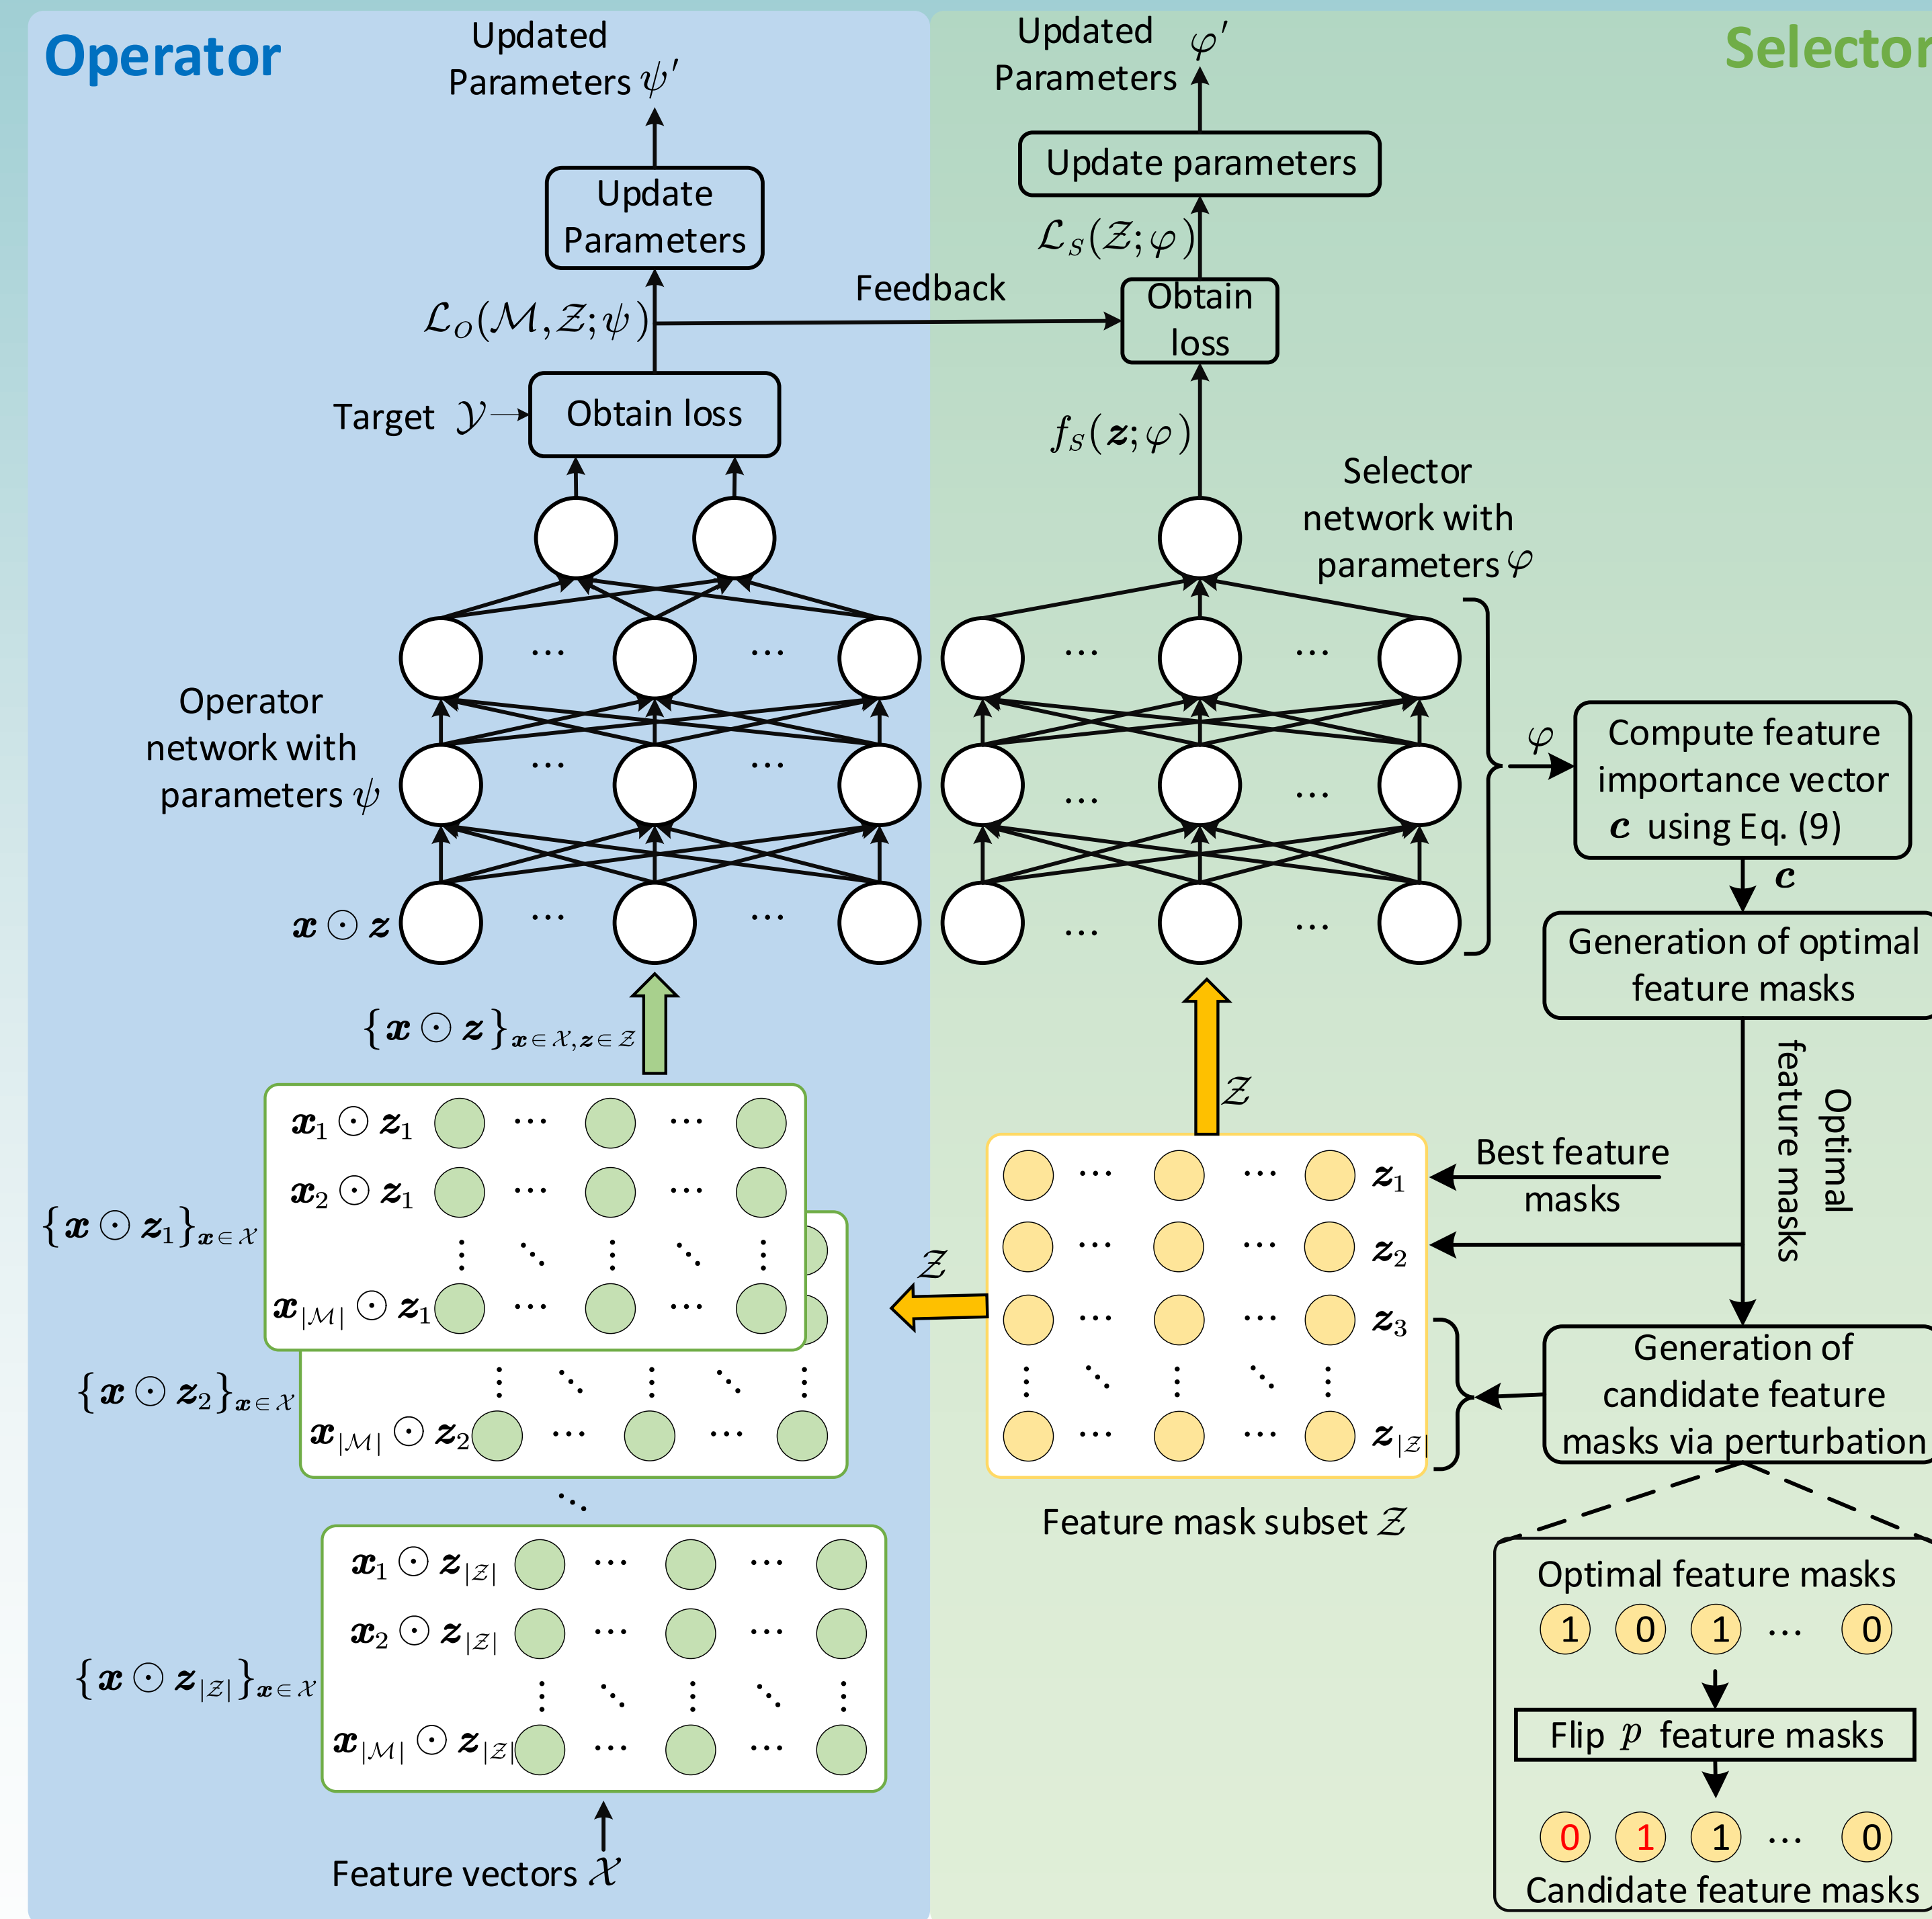 Operator
Updated
Parameters ψ′
Update
Parameters
ℒ_O(ℳ,𝒵;ψ)
Feedback
Target 𝒴
Obtain loss
Operator
network with
parameters ψ
𝒙 ⊙ 𝒛
{𝒙 ⊙ 𝒛}_{𝒙∈𝒳,𝒛∈𝒵}
𝒙₁ ⊙ 𝒛₁ ··· ···
𝒙₂ ⊙ 𝒛₁ ··· ···
{𝒙 ⊙ 𝒛₁}_{𝒙∈𝒳}
𝒙_{|ℳ|} ⊙ 𝒛₁ ··· ···
{𝒙 ⊙ 𝒛₂}_{𝒙∈𝒳}
𝒙_{|ℳ|} ⊙ 𝒛₂ ··· ···
𝒙₁ ⊙ 𝒛_{|𝒵|} ··· ···
𝒙₂ ⊙ 𝒛_{|𝒵|} ··· ···
{𝒙 ⊙ 𝒛_{|𝒵|}}_{𝒙∈𝒳}
𝒙_{|ℳ|} ⊙ 𝒛_{|𝒵|} ··· ···
Feature vectors 𝒳
Selector
Updated
Parameters φ′
Update parameters
ℒ_S(𝒵;φ)
Obtain
loss
f_S(𝒛;φ)
Selector
network with
parameters φ
φ
Compute feature
importance vector
𝒄 using Eq. (9)
𝒄
Generation of optimal
feature masks
Optimal
feature masks
𝒵
𝒵
Best feature
masks
𝒛₁
𝒛₂
𝒛₃
𝒛_{|𝒵|}
Feature mask subset 𝒵
Generation of
candidate feature
masks via perturbation
Optimal feature masks
1 0 1 ··· 0
Flip p feature masks
0 1 1 ··· 0
Candidate feature masks